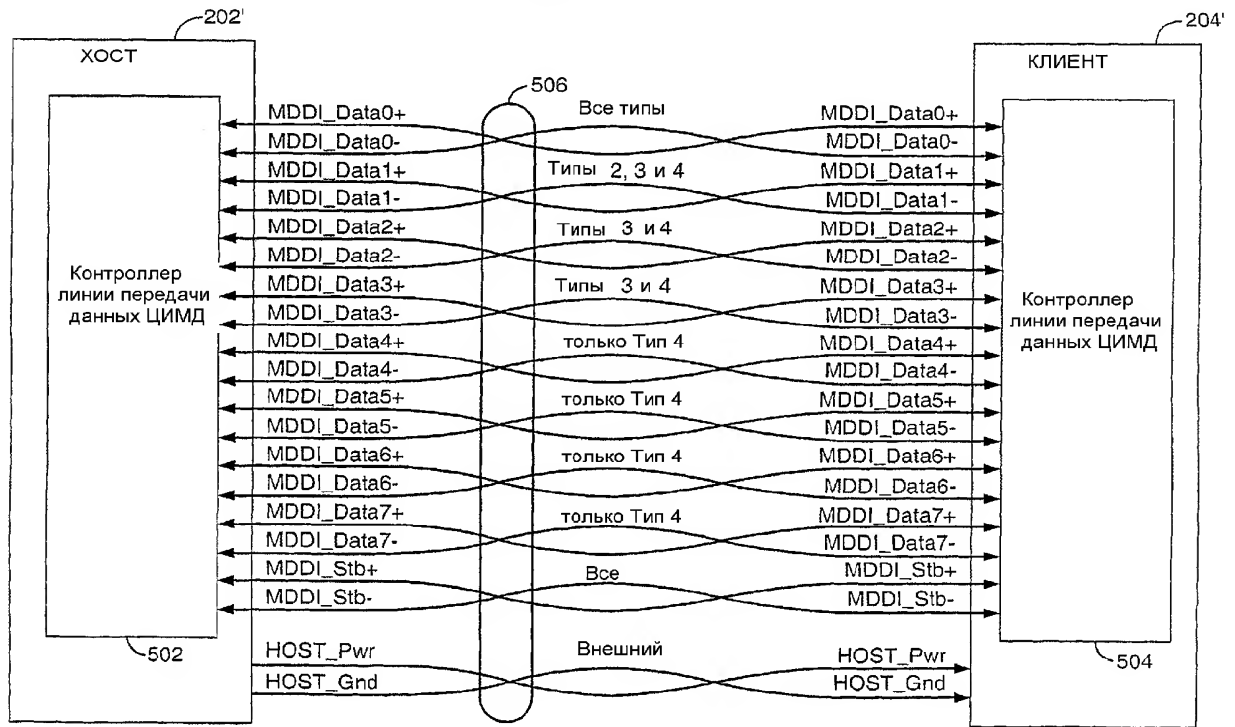 202'
204'
ХОСТ
КЛИЕНТ
506
MDDI_Data0+ Все типы MDDI_Data0+
MDDI_Data0- MDDI_Data0-
MDDI_Data1+ Типы 2, 3 и 4 MDDI_Data1+
MDDI_Data1- MDDI_Data1-
MDDI_Data2+ Типы 3 и 4 MDDI_Data2+
MDDI_Data2- MDDI_Data2-
MDDI_Data3+ Типы 3 и 4 MDDI_Data3+
MDDI_Data3- MDDI_Data3-
MDDI_Data4+ только Тип 4 MDDI_Data4+
MDDI_Data4- MDDI_Data4-
MDDI_Data5+ только Тип 4 MDDI_Data5+
MDDI_Data5- MDDI_Data5-
MDDI_Data6+ только Тип 4 MDDI_Data6+
MDDI_Data6- MDDI_Data6-
MDDI_Data7+ только Тип 4 MDDI_Data7+
MDDI_Data7- MDDI_Data7-
MDDI_Stb+ Все MDDI_Stb+
MDDI_Stb- MDDI_Stb-
HOST_Pwr Внешний HOST_Pwr
HOST_Gnd HOST_Gnd
Контроллер
линии передачи
данных ЦИМД
Контроллер
линии передачи
данных ЦИМД
502
504